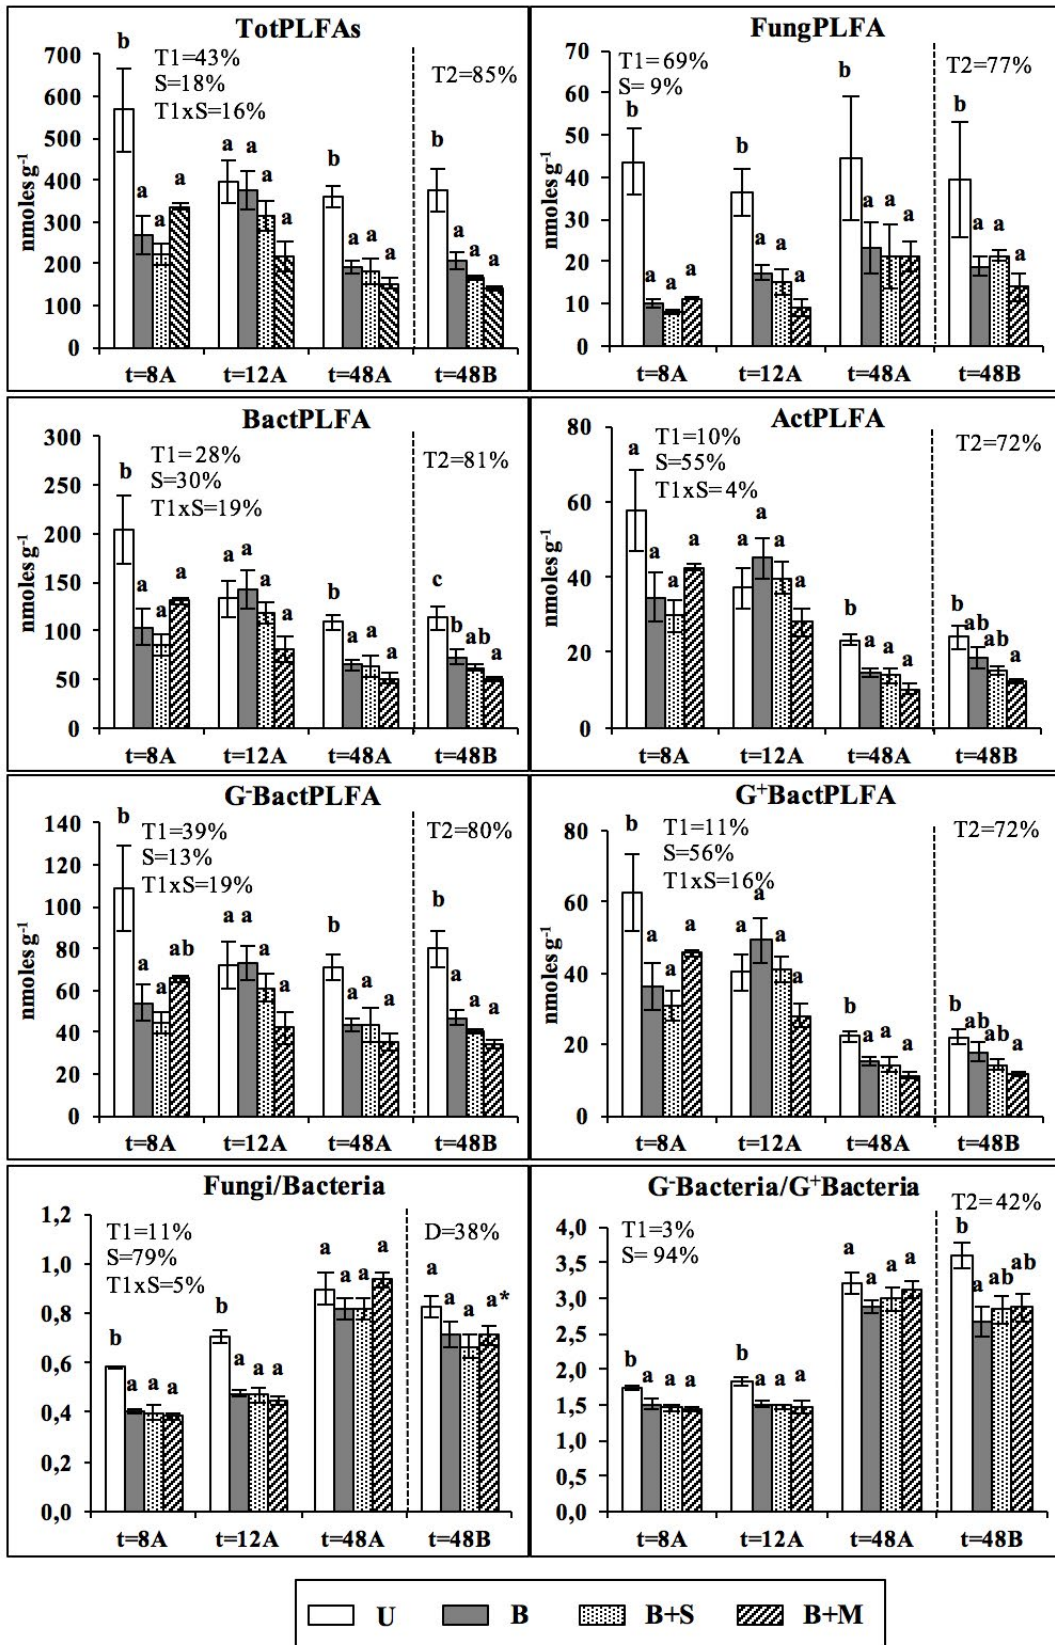 TotPLFAs
T1=43%
S=18%
T1xS=16%
T2=85%
nmoles g-1
700
600
500
400
300
200
100
0
b a a a
a a a a
b a a a
b a a a
t=8A t=12A t=48A t=48B
FungPLFA
T1=69%
S=9%
T2=77%
nmoles g-1
70
60
50
40
30
20
10
0
b a a a
b a a a
b a a a
b a a a
t=8A t=12A t=48A t=48B
BactPLFA
T1=28%
S=30%
T1xS=19%
T2=81%
nmoles g-1
300
250
200
150
100
50
0
b a a a
a a a a
b a a a
c b ab a
t=8A t=12A t=48A t=48B
ActPLFA
T1=10%
S=55%
T1xS=4%
T2=72%
nmoles g-1
80
60
40
20
0
a a a a
a a a a
b a a a
b ab ab a
t=8A t=12A t=48A t=48B
G-BactPLFA
T1=39%
S=13%
T1xS=19%
T2=80%
nmoles g-1
140
120
100
80
60
40
20
0
b a a ab
a a a a
b a a a
b a a a
t=8A t=12A t=48A t=48B
G+BactPLFA
T1=11%
S=56%
T1xS=16%
T2=72%
nmoles g-1
80
60
40
20
0
b a a a
a a a a
b a a a
b ab ab a
t=8A t=12A t=48A t=48B
Fungi/Bacteria
T1=11%
S=79%
T1xS=5%
D=38%
1,2
1,0
0,8
0,6
0,4
0,2
0,0
b a a a
b a a a
a a a a
a a a a*
t=8A t=12A t=48A t=48B
G-Bacteria/G+Bacteria
T1=3%
S=94%
T2=42%
4,0
3,5
3,0
2,5
2,0
1,5
1,0
0,5
0,0
b a a a
b a a a
a a a a
b a ab ab
t=8A t=12A t=48A t=48B
U B B+S B+M